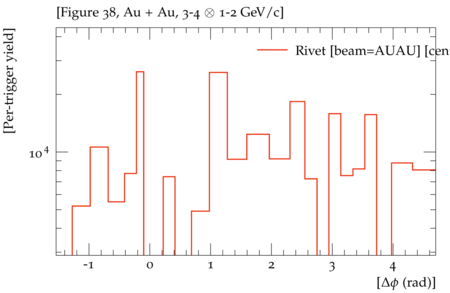 [Figure 38, Au + Au, 3-4 ⊗ 1-2 GeV/c]
[Per-trigger yield]
Rivet [beam=AUAU] [cen
10⁴
-1 0 1 2 3 4
[Δϕ (rad)]